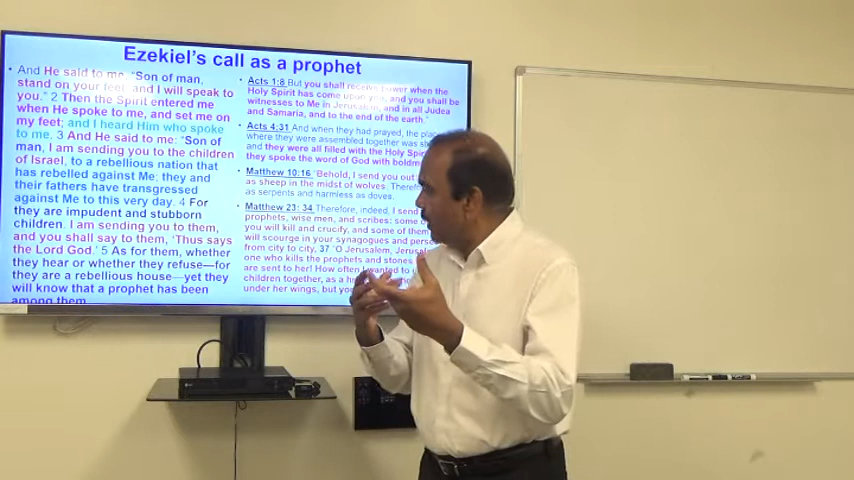 Ezekiel's call as a prophet
• And He said to me, "Son of man,
stand on your feet, and I will speak to
you." 2 Then the Spirit entered me
when He spoke to me, and set me on
my feet; and I heard Him who spoke
to me. 3 And He said to me: "Son of
man, I am sending you to the children
of Israel, to a rebellious nation that
has rebelled against Me; they and
their fathers have transgressed
against Me to this very day. 4 For
they are impudent and stubborn
children. I am sending you to them,
and you shall say to them, 'Thus says
the Lord God.' 5 As for them, whether
they hear or whether they refuse—for
they are a rebellious house—yet they
will know that a prophet has been
among them.
• Acts 1:8 But you shall receive power when the
Holy Spirit has come upon you, and you shall be
witnesses to Me in Jerusalem, and in all Judea
and Samaria, and to the end of the earth."
• Acts 4:31 And when they had prayed, the
where they were assembled together was
and they were all filled with the Holy
they spoke the word of God with
• Matthew 10:16 "Behold, I send you out
as sheep in the midst of wolves.
as serpents and harmless as doves.
• Matthew 23: 34 Therefore, indeed, I send
prophets, wise men, and scribes: some
you will kill and crucify, and some of
will scourge in your synagogues and
from city to city, 37 "O Jerusalem,
one who kills the prophets and stones
are sent to her! How often I wanted to
children together, as a
under her wings, but